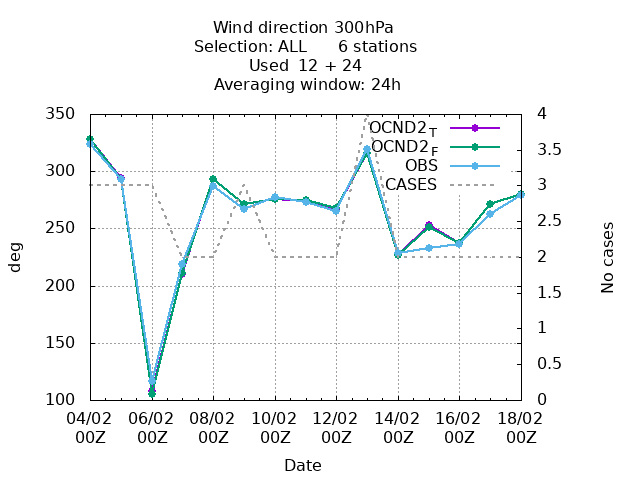 Wind direction 300hPa
Selection: ALL 6 stations
Used 12 + 24
Averaging window: 24h
350
300
250
200
150
100
deg
4
3.5
3
2.5
2
1.5
1
0.5
0
No cases
OCND2T
OCND2F
OBS
CASES
04/02 06/02 08/02 10/02 12/02 14/02 16/02 18/02
00Z 00Z 00Z 00Z 00Z 00Z 00Z 00Z
Date